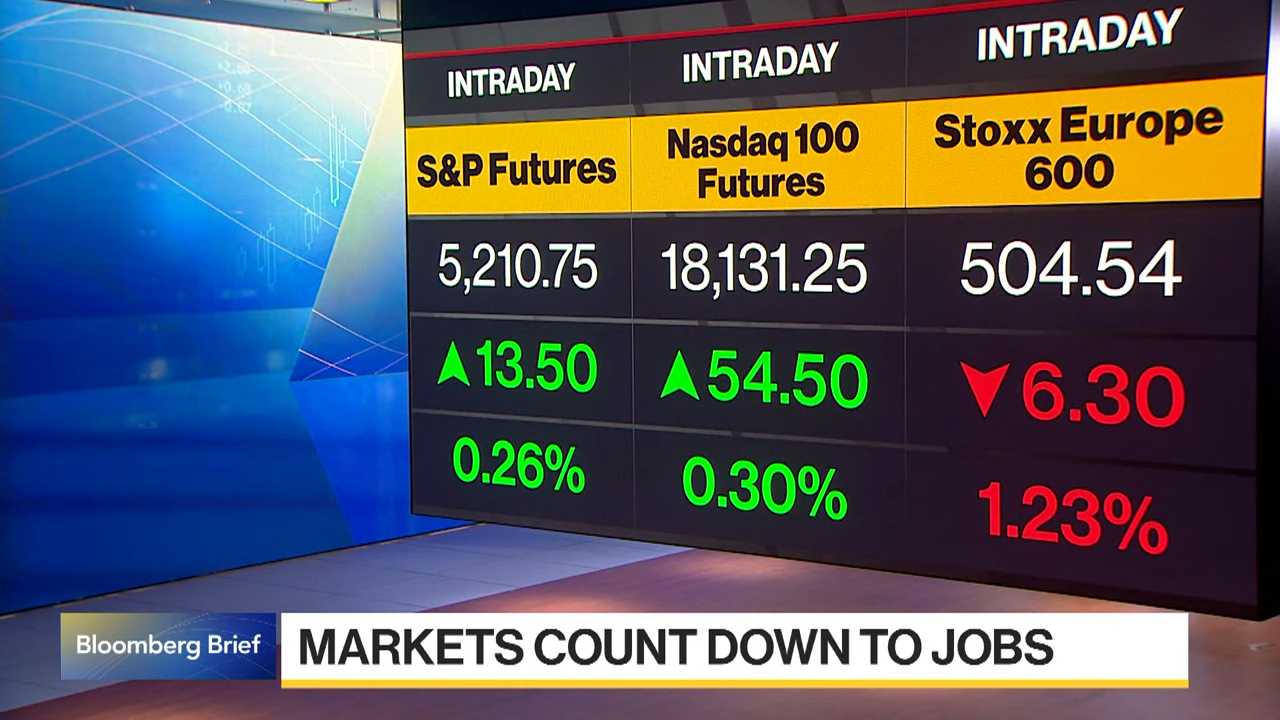 INTRADAY
INTRADAY
INTRADAY
S&P Futures
Nasdaq 100
Futures
Stoxx Europe
600
5,210.75
18,131.25
504.54
▲13.50
▲54.50
▼6.30
0.26%
0.30%
1.23%
Bloomberg Brief
MARKETS COUNT DOWN TO JOBS